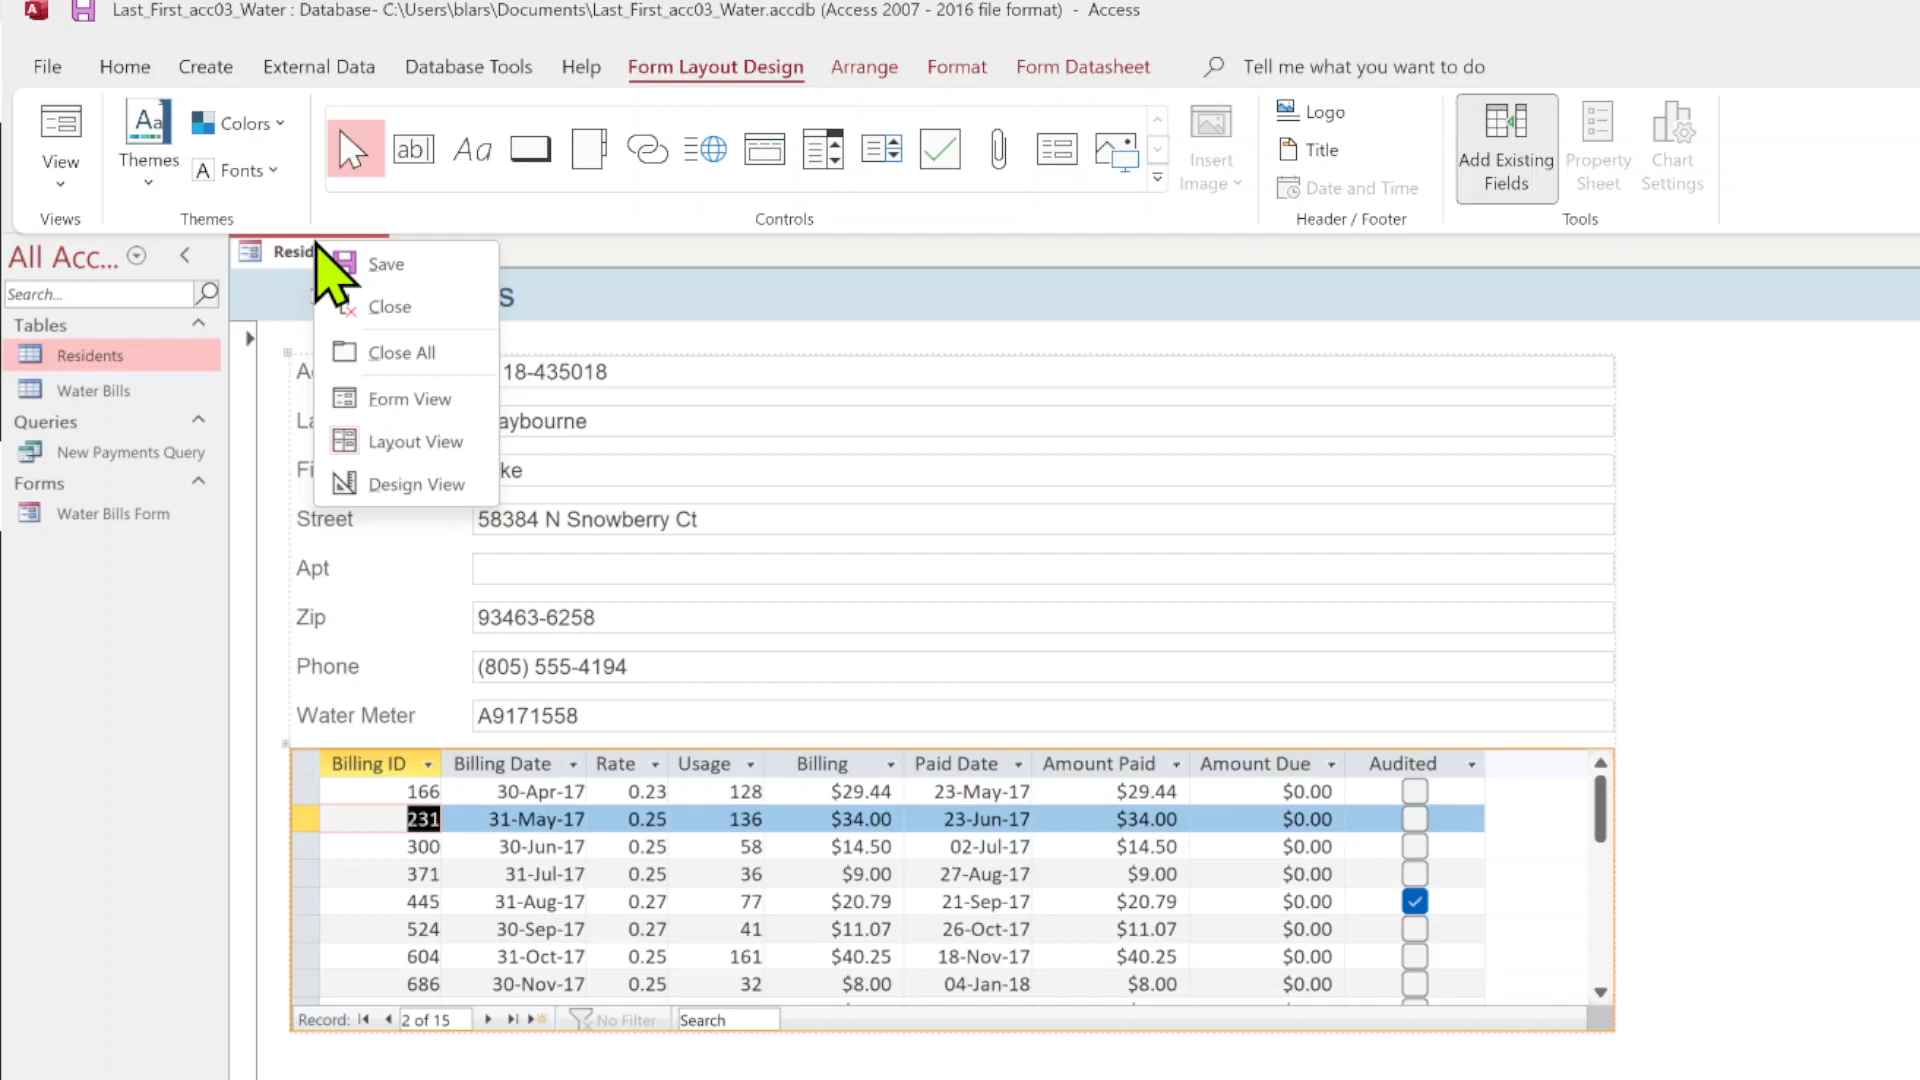 Last_First_acc03_Water : Database- C:\Users\blars\Documents\Last_First_acc03_Water.accdb (Access 2007 - 2016 file format) - Access
File Home Create External Data Database Tools Help Form Layout Design Arrange Format Form Datasheet Tell me what you want to do
View
Views
Themes
Colors
Fonts
Themes
ab|
Aa
Controls
Insert
Image
Logo
Title
Date and Time
Header / Footer
Add Existing
Fields
Property
Sheet
Chart
Settings
Tools
All Acc...
Search...
Tables
Residents
Water Bills
Queries
New Payments Query
Forms
Water Bills Form
Resid
s
Save
Close
Close All
Form View
Layout View
Design View
18-435018
aybourne
ke
Street 58384 N Snowberry Ct
Apt
Zip 93463-6258
Phone (805) 555-4194
Water Meter A9171558
Billing ID Billing Date Rate Usage Billing Paid Date Amount Paid Amount Due Audited
166 30-Apr-17 0.23 128 $29.44 23-May-17 $29.44 $0.00
231 31-May-17 0.25 136 $34.00 23-Jun-17 $34.00 $0.00
300 30-Jun-17 0.25 58 $14.50 02-Jul-17 $14.50 $0.00
371 31-Jul-17 0.25 36 $9.00 27-Aug-17 $9.00 $0.00
445 31-Aug-17 0.27 77 $20.79 21-Sep-17 $20.79 $0.00
524 30-Sep-17 0.27 41 $11.07 26-Oct-17 $11.07 $0.00
604 31-Oct-17 0.25 161 $40.25 18-Nov-17 $40.25 $0.00
686 30-Nov-17 0.25 32 $8.00 04-Jan-18 $8.00 $0.00
Record: 2 of 15 No Filter Search